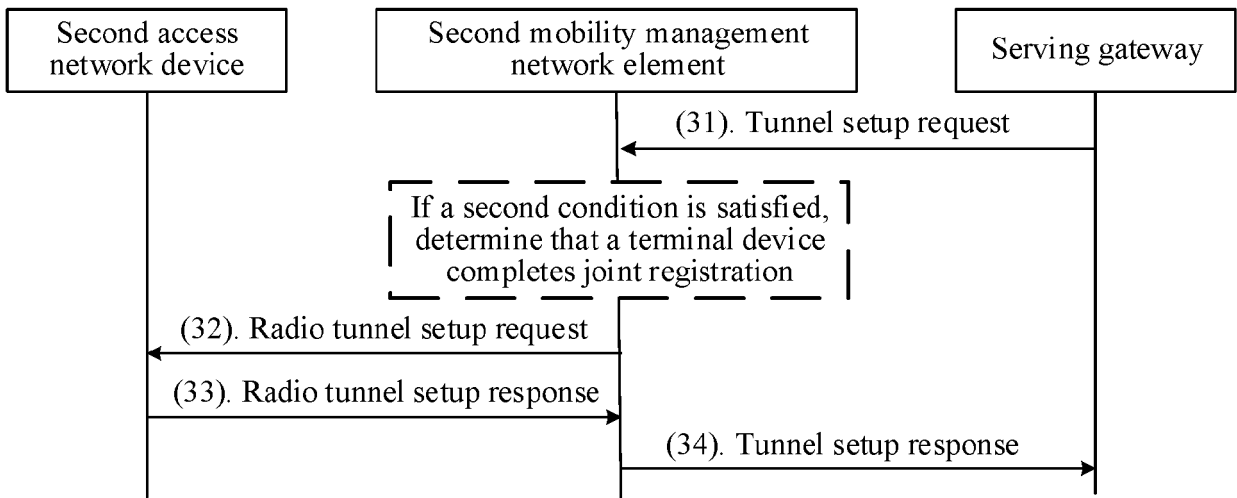 Second access
network device
Second mobility management
network element
Serving gateway
(31). Tunnel setup request
If a second condition is satisfied,
determine that a terminal device
completes joint registration
(32). Radio tunnel setup request
(33). Radio tunnel setup response
(34). Tunnel setup response